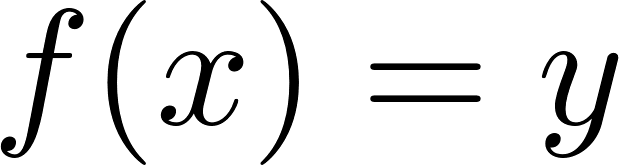 f(x) = y